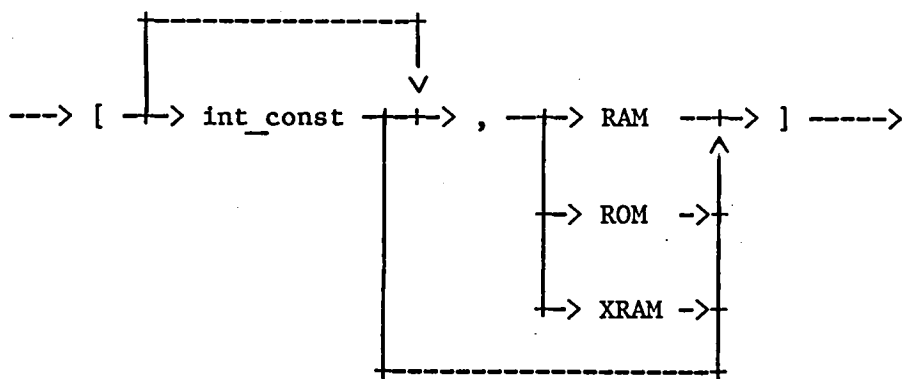 [ int_const , RAM ]
ROM
XRAM